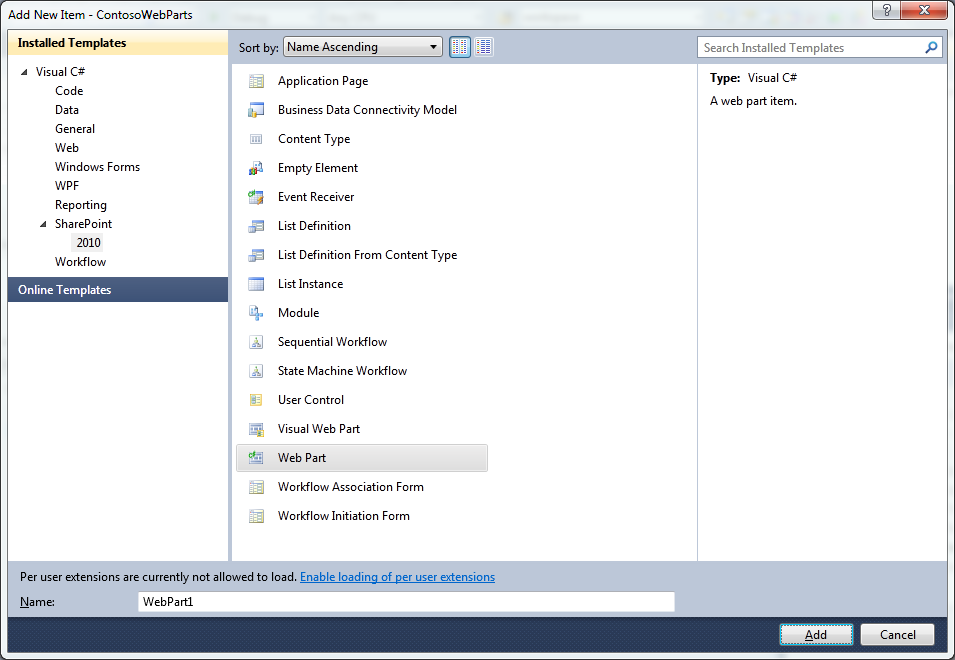 Add New Item - ContosoWebParts
?
Installed Templates
Visual C#
Code
Data
General
Web
Windows Forms
WPF
Reporting
SharePoint
2010
Workflow
Online Templates
Sort by: Name Ascending
Application Page
Business Data Connectivity Model
Content Type
Empty Element
Event Receiver
List Definition
List Definition From Content Type
List Instance
Module
Sequential Workflow
State Machine Workflow
User Control
Visual Web Part
Web Part
Workflow Association Form
Workflow Initiation Form
Search Installed Templates
Type: Visual C#
A web part item.
Per user extensions are currently not allowed to load. Enable loading of per user extensions
Name: WebPart1
Add Cancel